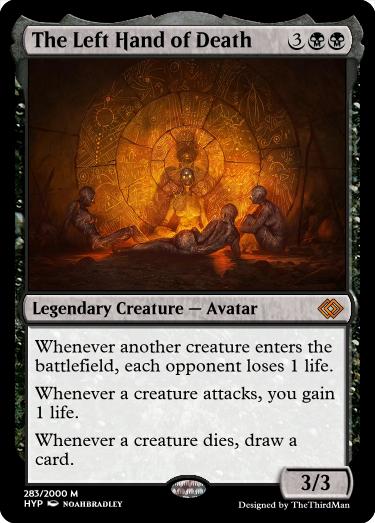 The Left Hand of Death 3
Legendary Creature — Avatar
Whenever another creature enters the
battlefield, each opponent loses 1 life.
Whenever a creature attacks, you gain
1 life.
Whenever a creature dies, draw a
card.
3/3
283/2000 M
HYP NOAHBRADLEY
Designed by TheThirdMan